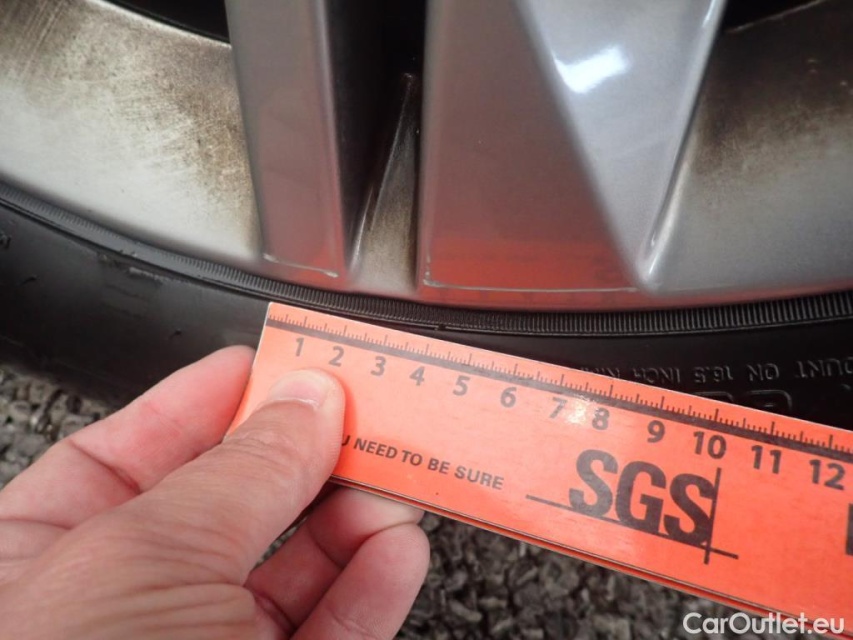 MOUNT ON 16.5 INCH
1 2 3 4 5 6 7 8 9 10 11 12
U NEED TO BE SURE
SGS
CarOutlet.eu